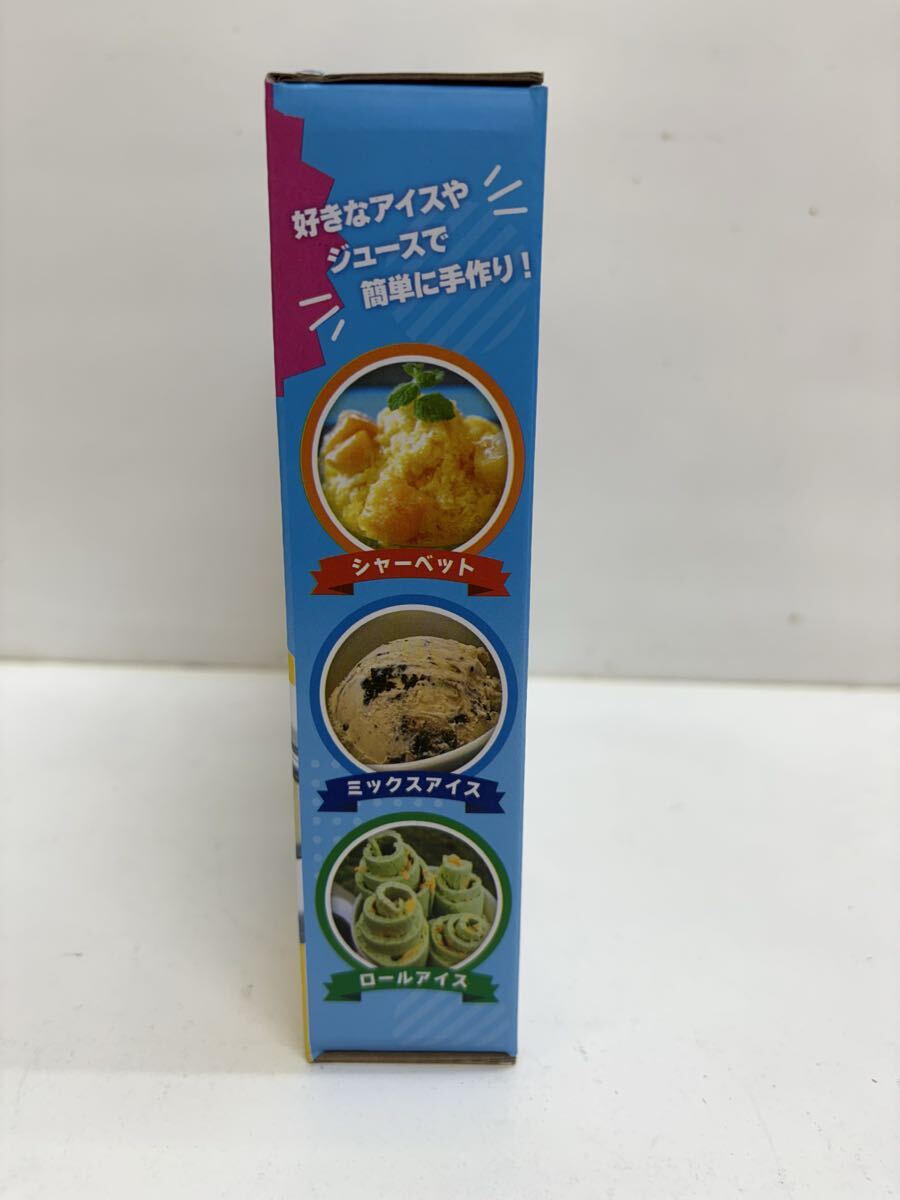 好きなアイスや
ジュースで
簡単に手作り!
シャーベット
ミックスアイス
ロールアイス